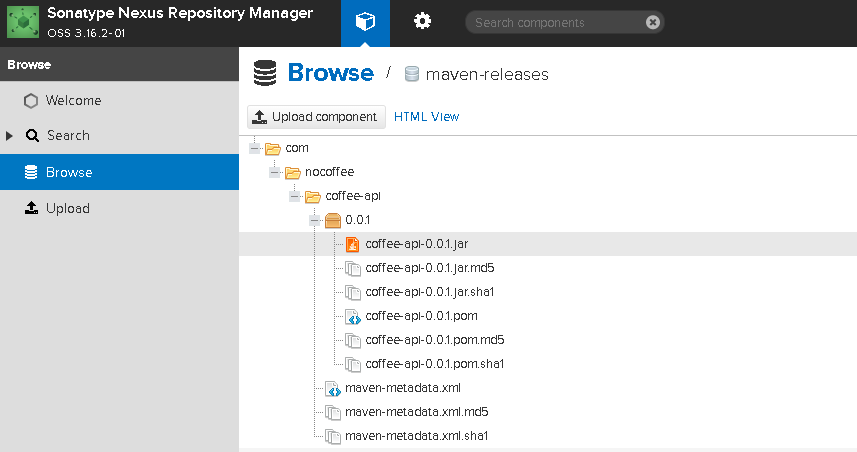 Sonatype Nexus Repository Manager
OSS 3.16.2-01
Search components
Browse
Welcome
Search
Browse
Upload
Browse / maven-releases
Upload component HTML View
com
nocoffee
coffee-api
0.0.1
coffee-api-0.0.1.jar
coffee-api-0.0.1.jar.md5
coffee-api-0.0.1.jar.sha1
coffee-api-0.0.1.pom
coffee-api-0.0.1.pom.md5
coffee-api-0.0.1.pom.sha1
maven-metadata.xml
maven-metadata.xml.md5
maven-metadata.xml.sha1